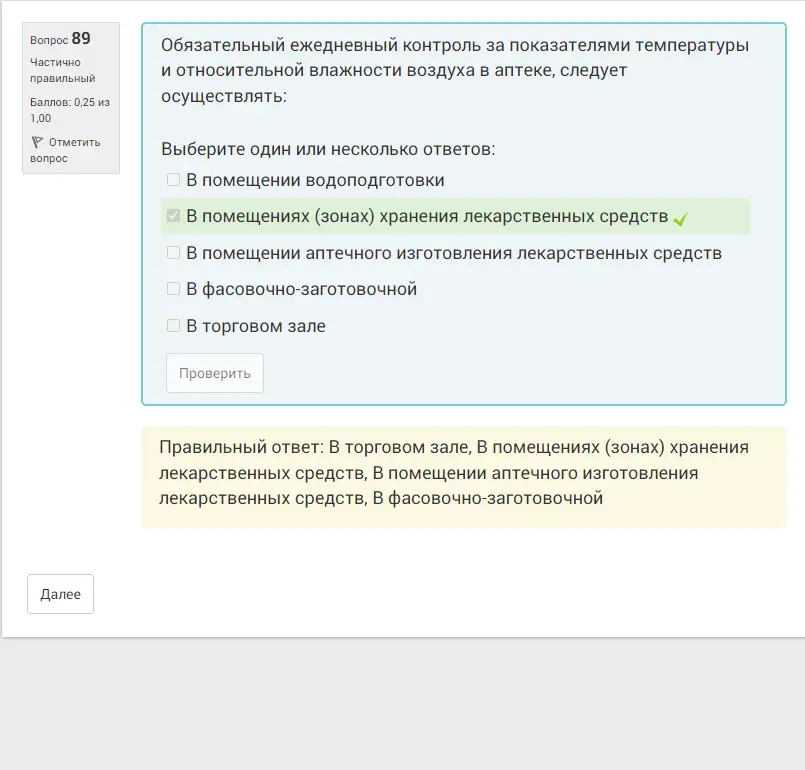 Вопрос 89
Частично
правильный
Баллов: 0,25 из
1,00
Отметить
вопрос
Обязательный ежедневный контроль за показателями температуры
и относительной влажности воздуха в аптеке, следует
осуществлять:
Выберите один или несколько ответов:
В помещении водоподготовки
В помещениях (зонах) хранения лекарственных средств
В помещении аптечного изготовления лекарственных средств
В фасовочно-заготовочной
В торговом зале
Проверить
Правильный ответ: В торговом зале, В помещениях (зонах) хранения
лекарственных средств, В помещении аптечного изготовления
лекарственных средств, В фасовочно-заготовочной
Далее